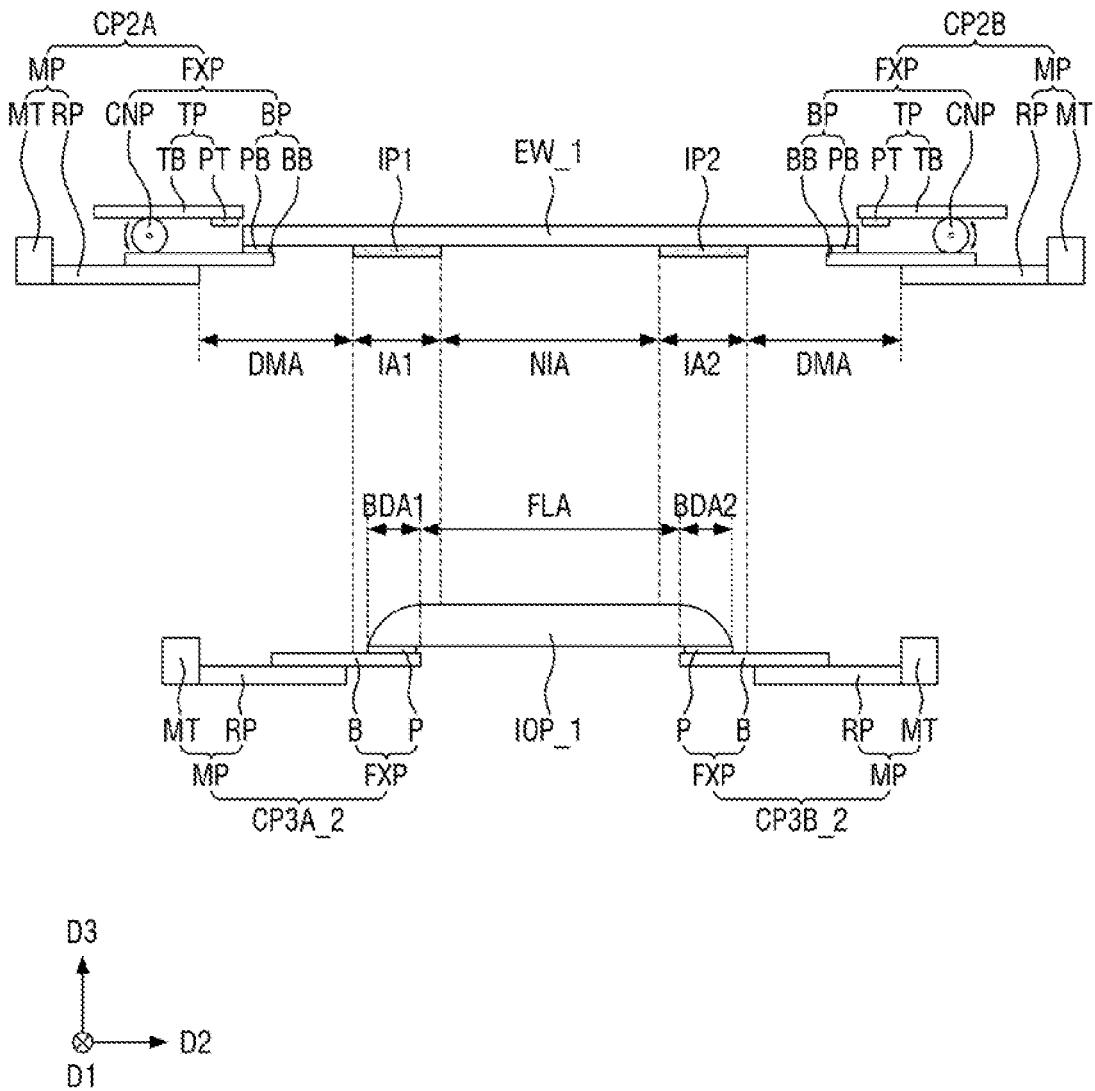 CP2A CP2B
MP FXP FXP MP
MT RP CNP TP BP BP TP CNP RP MT
TB PT PB BB IP1 EW_1 IP2 BB PB PT TB
DMA IA1 NIA IA2 DMA
BDA1 FLA BDA2
MT RP B P IOP_1 P B RP MT
MP FXP FXP MP
CP3A_2 CP3B_2
D3
D2
D1